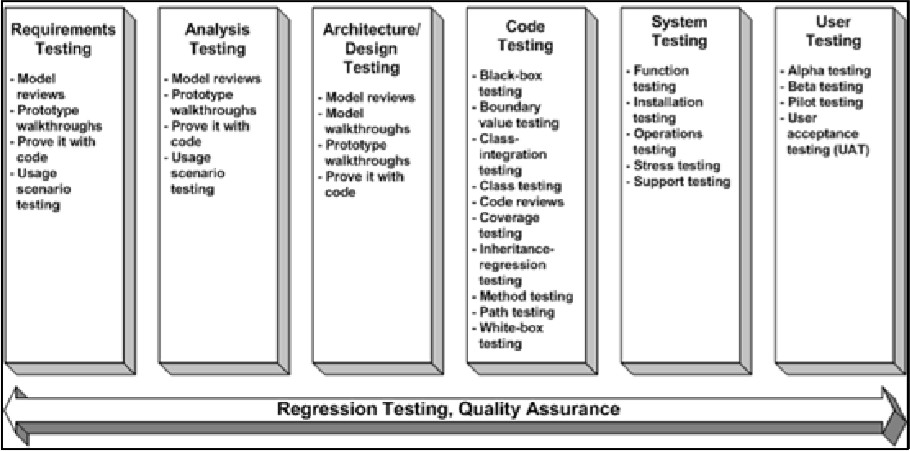 Requirements
Testing
- Model
reviews
- Prototype
walkthroughs
- Prove it with
code
- Usage
scenario
testing
Analysis
Testing
- Model reviews
- Prototype
walkthroughs
- Prove it with
code
- Usage
scenario
testing
Architecture/
Design
Testing
- Model reviews
- Model
walkthroughs
- Prototype
walkthroughs
- Prove it with
code
Code
Testing
- Black-box
testing
- Boundary
value testing
- Class-
integration
testing
- Class testing
- Code reviews
- Coverage
testing
- Inheritance-
regression
testing
- Method testing
- Path testing
- White-box
testing
System
Testing
- Function
testing
- Installation
testing
- Operations
testing
- Stress testing
- Support testing
User
Testing
- Alpha testing
- Beta testing
- Pilot testing
- User
acceptance
testing (UAT)
Regression Testing, Quality Assurance